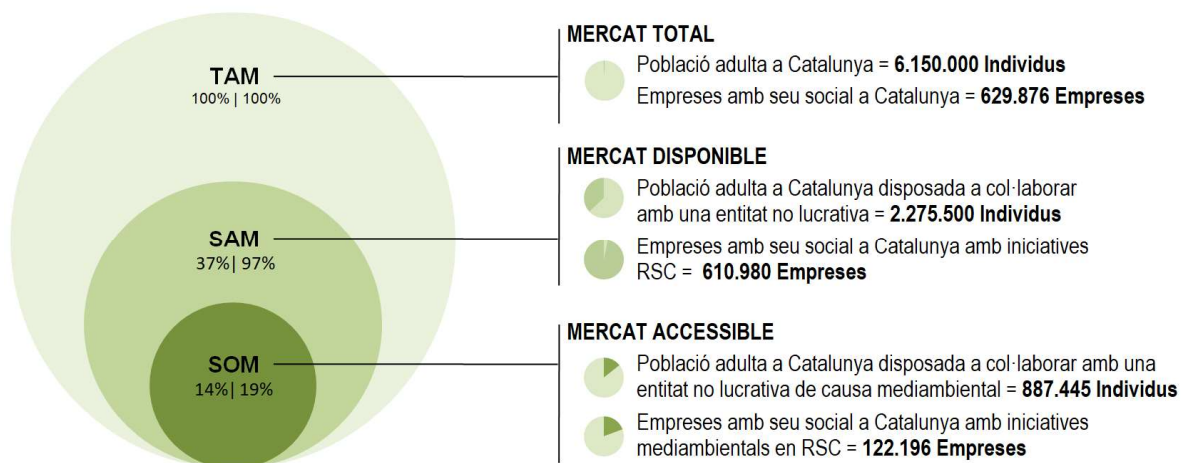 TAM
100% | 100%
SAM
37%| 97%
SOM
14%| 19%
MERCAT TOTAL
Població adulta a Catalunya = 6.150.000 Individus
Empreses amb seu social a Catalunya = 629.876 Empreses
MERCAT DISPONIBLE
Població adulta a Catalunya disposada a col·laborar
amb una entitat no lucrativa = 2.275.500 Individus
Empreses amb seu social a Catalunya amb iniciatives
RSC = 610.980 Empreses
MERCAT ACCESSIBLE
Població adulta a Catalunya disposada a col·laborar amb una
entitat no lucrativa de causa mediambiental = 887.445 Individus
Empreses amb seu social a Catalunya amb iniciatives
mediambientals en RSC = 122.196 Empreses